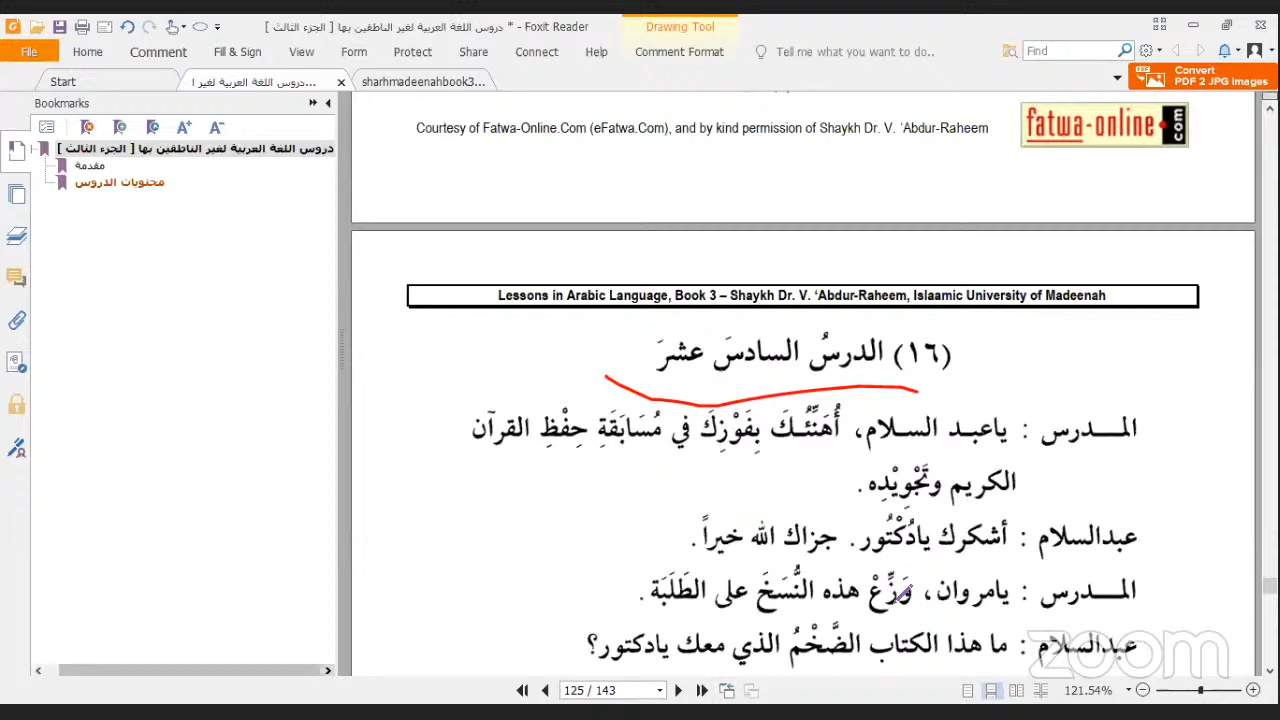 دروس اللغة العربية لغير الناطقين بها [ الجزء الثالث ] * - Foxit Reader
Drawing Tool
File Home Comment Fill & Sign View Form Protect Share Connect Help Comment Format Tell me what you want to do.. Find
Start
دروس اللغة العربية لغير ا...
sharhmadeenahbook3...
Convert
PDF 2 JPG Images
Bookmarks
دروس اللغة العربية لغير الناطقين بها [ الجزء الثالث ]
مقدمة
محتويات الدروس
Courtesy of Fatwa-Online.Com (eFatwa.Com), and by kind permission of Shaykh Dr. V. ‘Abdur-Raheem
fatwa-online.com
Lessons in Arabic Language, Book 3 – Shaykh Dr. V. ‘Abdur-Raheem, Islaamic University of Madeenah
(١٦) الدرسُ السادسَ عشرَ
المـــدرس : ياعبـد السـلام، أُهَنِّئُـكَ بِفَوْزِكَ في مُسَابَقَةِ حِفْظِ القرآن
الكريم وتَجْوِيْدِه .
عبدالسلام : أشكرك يادُكْتُور. جزاك الله خيراً.
المـــدرس : يامروان، وَزِّعْ هذه النُّسَخَ على الطَلَبَة .
عبدالسلام : ما هذا الكتاب الضَّخْمُ الذي معك يادكتور؟
zoom
125 / 143
121.54%